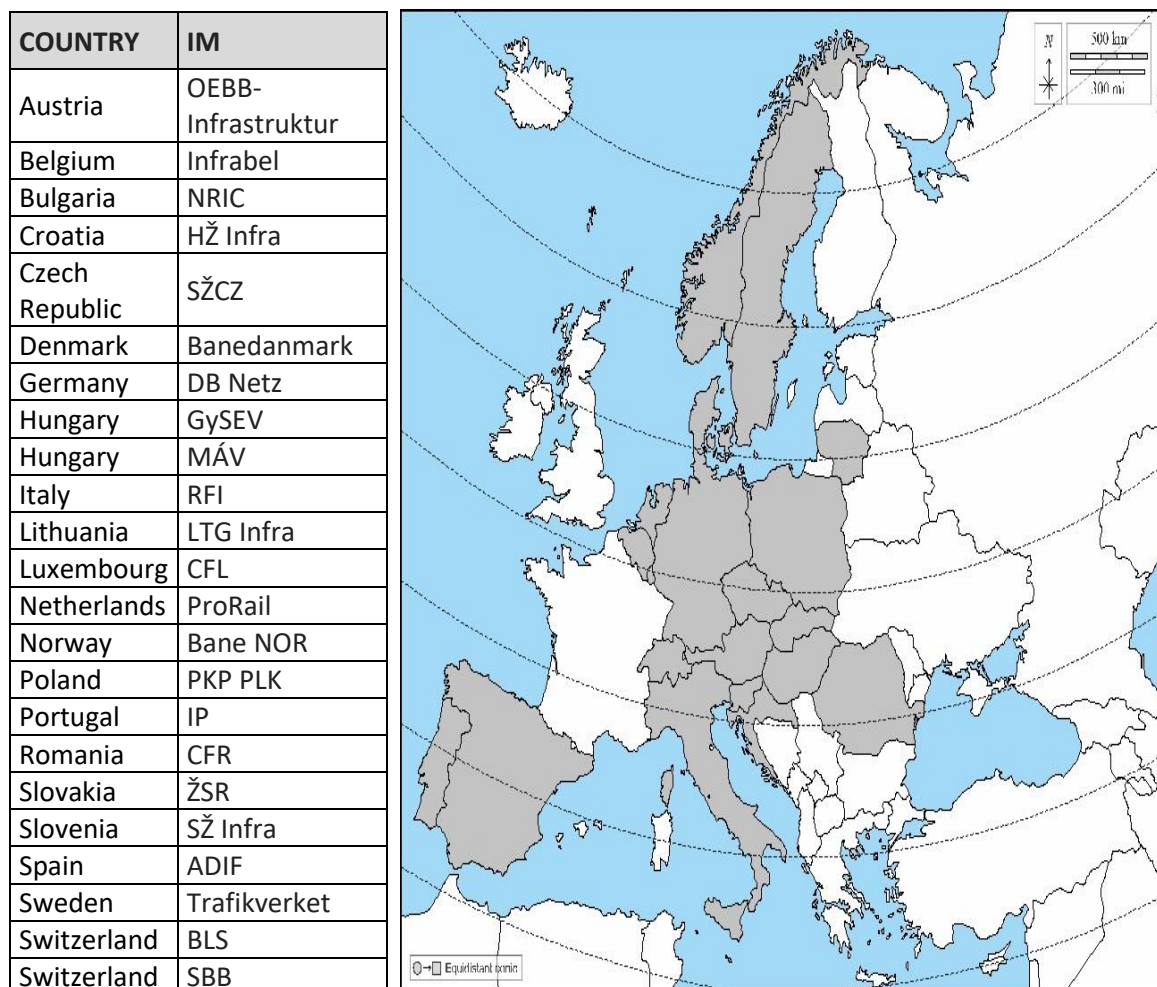 COUNTRY IM
Austria OEBB-
Infrastruktur
Belgium Infrabel
Bulgaria NRIC
Croatia HŽ Infra
Czech
Republic SŽCZ
Denmark Banedanmark
Germany DB Netz
Hungary GySEV
Hungary MÁV
Italy RFI
Lithuania LTG Infra
Luxembourg CFL
Netherlands ProRail
Norway Bane NOR
Poland PKP PLK
Portugal IP
Romania CFR
Slovakia ŽSR
Slovenia SŽ Infra
Spain ADIF
Sweden Trafikverket
Switzerland BLS
Switzerland SBB
N
500 km
300 mi
Equidistant conic